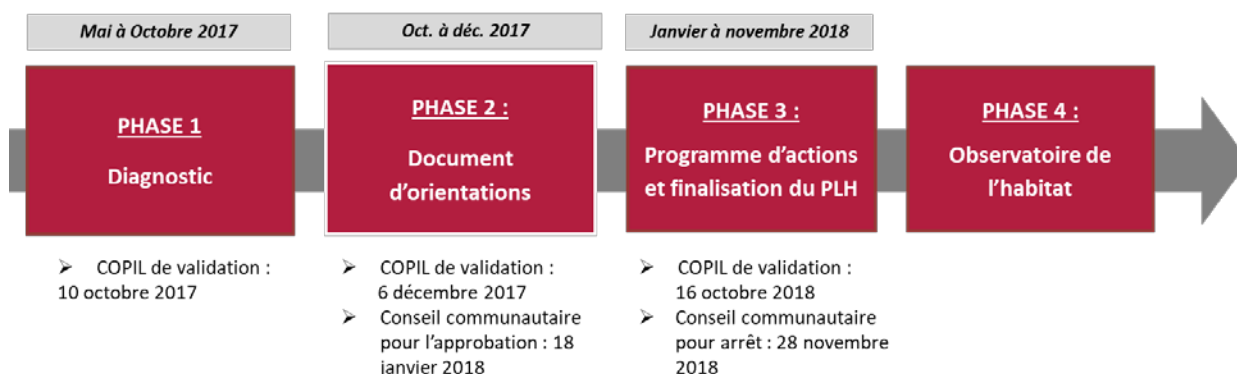 Mai à Octobre 2017
Oct. à déc. 2017
Janvier à novembre 2018
PHASE 1
Diagnostic
PHASE 2 :
Document
d’orientations
PHASE 3 :
Programme d’actions
et finalisation du PLH
PHASE 4 :
Observatoire de
l’habitat
➢ COPIL de validation :
10 octobre 2017
➢ COPIL de validation :
6 décembre 2017
➢ Conseil communautaire
pour l’approbation : 18
janvier 2018
➢ COPIL de validation :
16 octobre 2018
➢ Conseil communautaire
pour arrêt : 28 novembre
2018